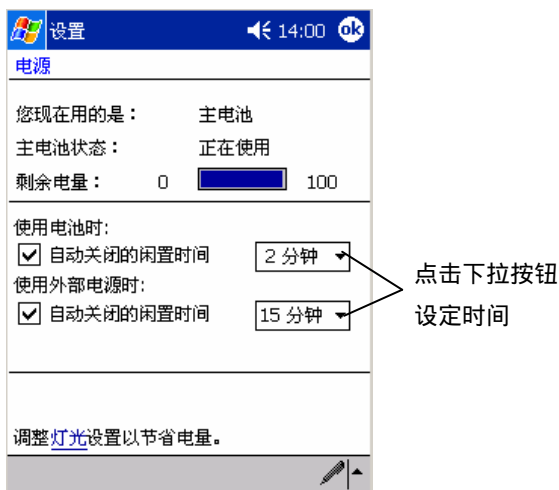 设置 14:00 ok
电源
您现在用的是： 主电池
主电池状态： 正在使用
剩余电量： 0 100
使用电池时:
自动关闭的闲置时间 2 分钟
使用外部电源时:
自动关闭的闲置时间 15 分钟
点击下拉按钮
设定时间
调整灯光设置以节省电量。